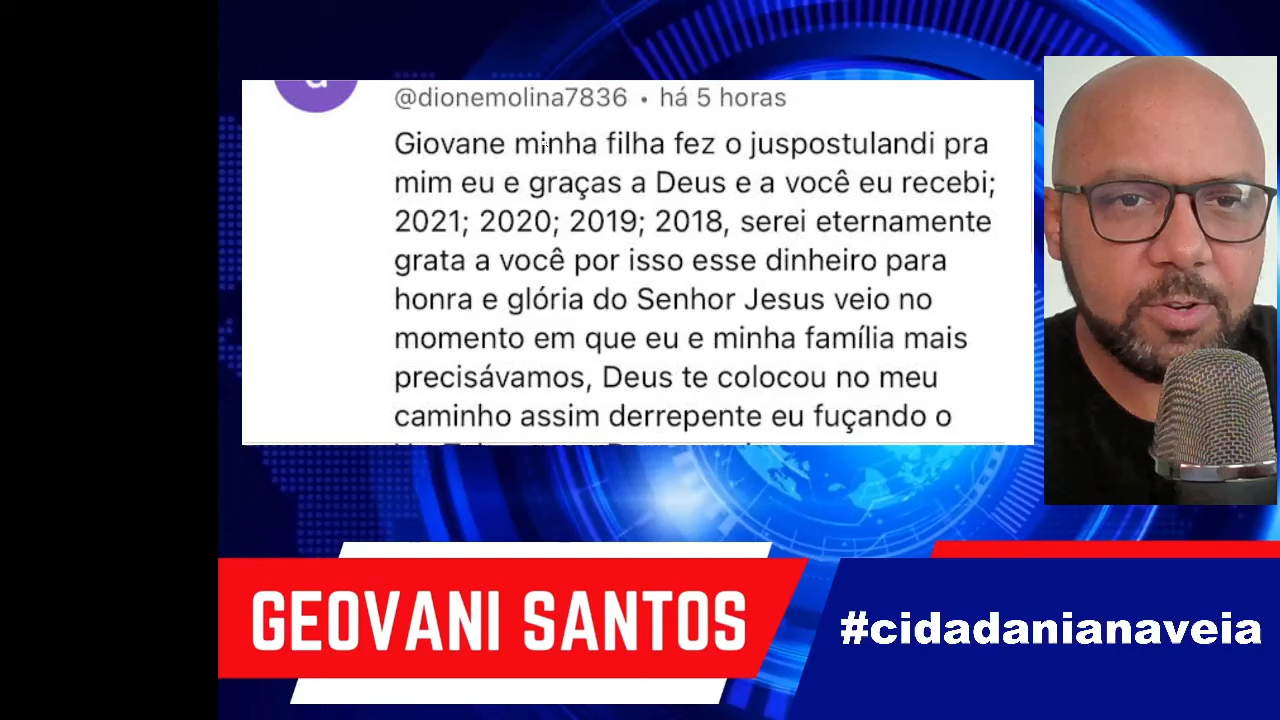 @dionemolina7836 • há 5 horas
Giovane minha filha fez o juspostulandi pra
mim eu e graças a Deus e a você eu recebi;
2021; 2020; 2019; 2018, serei eternamente
grata a você por isso esse dinheiro para
honra e glória do Senhor Jesus veio no
momento em que eu e minha família mais
precisávamos, Deus te colocou no meu
caminho assim derrepente eu fuçando o
GEOVANI SANTOS
#cidadanianaveia